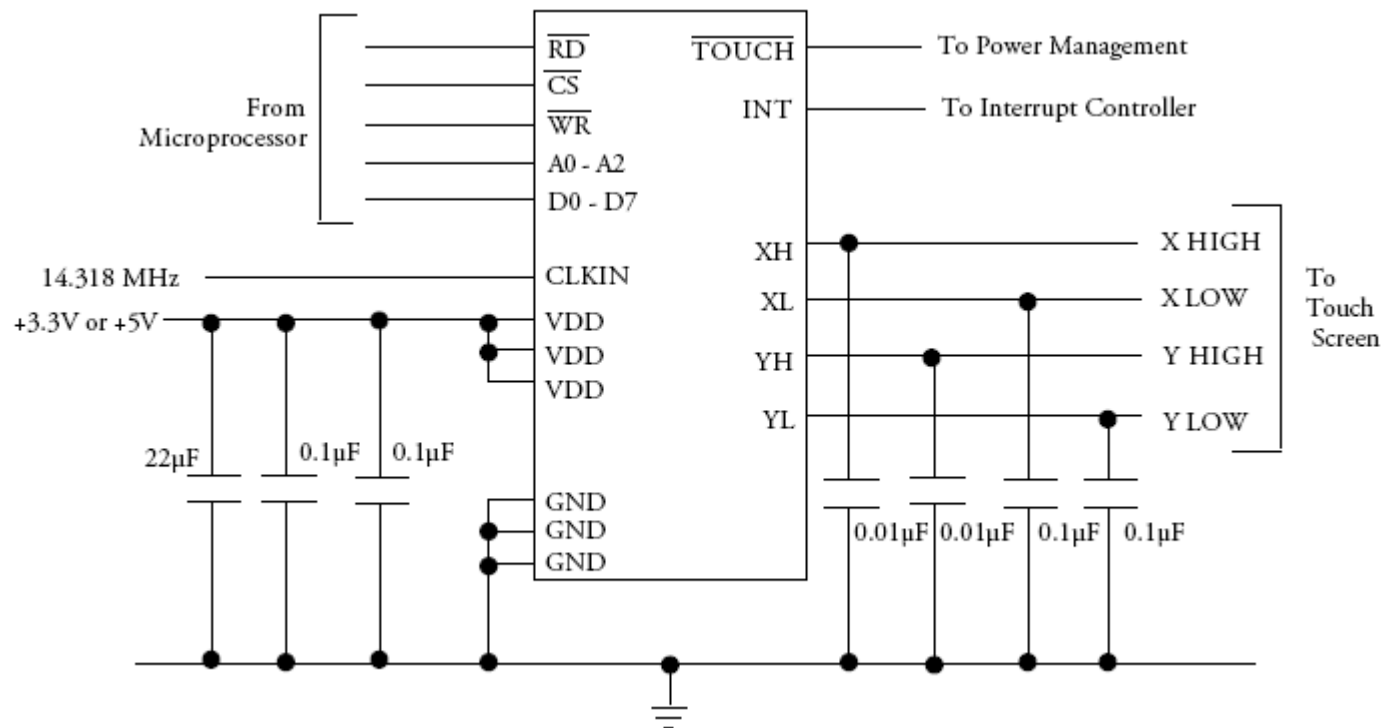 From
Microprocessor
RD
CS
WR
A0 - A2
D0 - D7
14.318 MHz
CLKIN
+3.3V or +5V
VDD
VDD
VDD
22µF
0.1µF
0.1µF
GND
GND
GND
TOUCH
To Power Management
INT
To Interrupt Controller
XH
X HIGH
XL
X LOW
YH
Y HIGH
YL
Y LOW
To
Touch
Screen
0.01µF
0.01µF
0.1µF
0.1µF